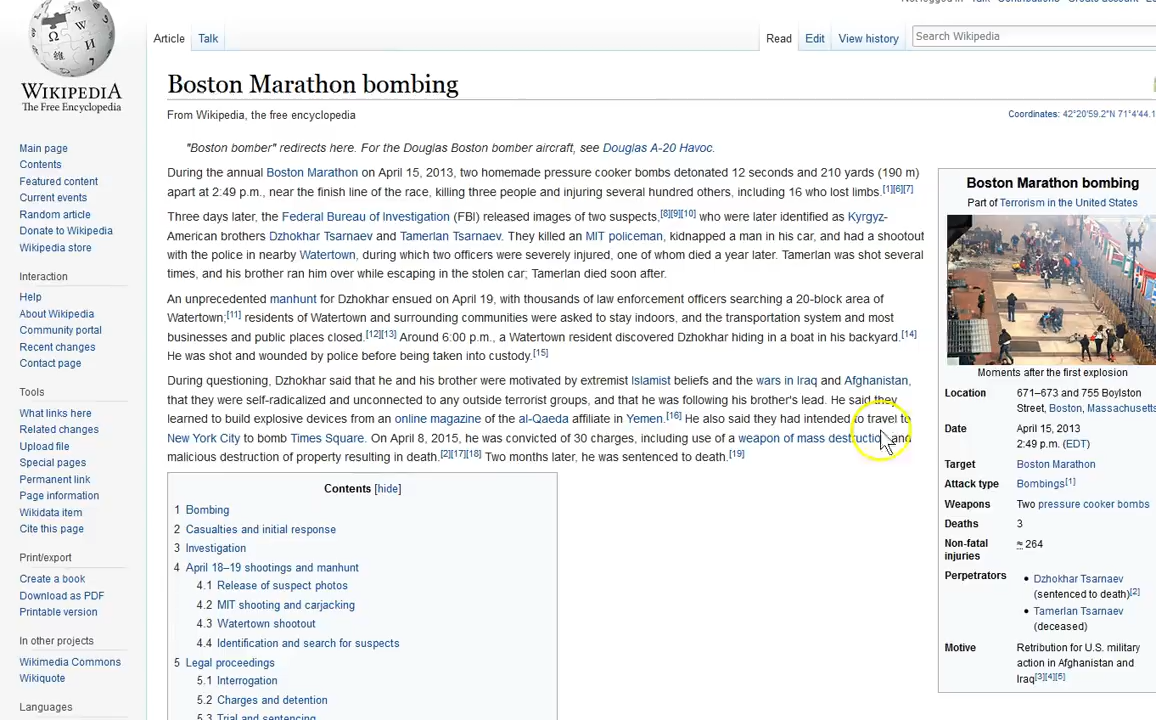 Talk
Contributions
WIKIPEDIA
The Free Encyclopedia
Article Talk
Read Edit View history Search Wikipedia
Boston Marathon bombing
From Wikipedia, the free encyclopedia
Coordinates: 42°20′59.2″N 71°4′44.1
"Boston bomber" redirects here. For the Douglas Boston bomber aircraft, see Douglas A-20 Havoc.
During the annual Boston Marathon on April 15, 2013, two homemade pressure cooker bombs detonated 12 seconds and 210 yards (190 m)
apart at 2:49 p.m., near the finish line of the race, killing three people and injuring several hundred others, including 16 who lost limbs.[1][6][7]
Three days later, the Federal Bureau of Investigation (FBI) released images of two suspects,[8][9][10] who were later identified as Kyrgyz-
American brothers Dzhokhar Tsarnaev and Tamerlan Tsarnaev. They killed an MIT policeman, kidnapped a man in his car, and had a shootout
with the police in nearby Watertown, during which two officers were severely injured, one of whom died a year later. Tamerlan was shot several
times, and his brother ran him over while escaping in the stolen car; Tamerlan died soon after.
An unprecedented manhunt for Dzhokhar ensued on April 19, with thousands of law enforcement officers searching a 20-block area of
Watertown;[11] residents of Watertown and surrounding communities were asked to stay indoors, and the transportation system and most
businesses and public places closed.[12][13] Around 6:00 p.m., a Watertown resident discovered Dzhokhar hiding in a boat in his backyard.[14]
He was shot and wounded by police before being taken into custody.[15]
During questioning, Dzhokhar said that he and his brother were motivated by extremist Islamist beliefs and the wars in Iraq and Afghanistan,
that they were self-radicalized and unconnected to any outside terrorist groups, and that he was following his brother's lead. He said they
learned to build explosive devices from an online magazine of the al-Qaeda affiliate in Yemen.[16] He also said they had intended to travel to
New York City to bomb Times Square. On April 8, 2015, he was convicted of 30 charges, including use of a weapon of mass destruction and
malicious destruction of property resulting in death.[2][17][18] Two months later, he was sentenced to death.[19]
Contents [hide]
1 Bombing
2 Casualties and initial response
3 Investigation
4 April 18–19 shootings and manhunt
4.1 Release of suspect photos
4.2 MIT shooting and carjacking
4.3 Watertown shootout
4.4 Identification and search for suspects
5 Legal proceedings
5.1 Interrogation
5.2 Charges and detention
5.3 Trial and sentencing
Boston Marathon bombing
Part of Terrorism in the United States
Moments after the first explosion
Location 671–673 and 755 Boylston
Street, Boston, Massachusetts
Date April 15, 2013
2:49 p.m. (EDT)
Target Boston Marathon
Attack type Bombings[1]
Weapons Two pressure cooker bombs
Deaths 3
Non-fatal
injuries ≈ 264
Perpetrators • Dzhokhar Tsarnaev
(sentenced to death)[2]
• Tamerlan Tsarnaev
(deceased)
Motive Retribution for U.S. military
action in Afghanistan and
Iraq[3][4][5]
Main page
Contents
Featured content
Current events
Random article
Donate to Wikipedia
Wikipedia store
Interaction
Help
About Wikipedia
Community portal
Recent changes
Contact page
Tools
What links here
Related changes
Upload file
Special pages
Permanent link
Page information
Wikidata item
Cite this page
Print/export
Create a book
Download as PDF
Printable version
In other projects
Wikimedia Commons
Wikiquote
Languages